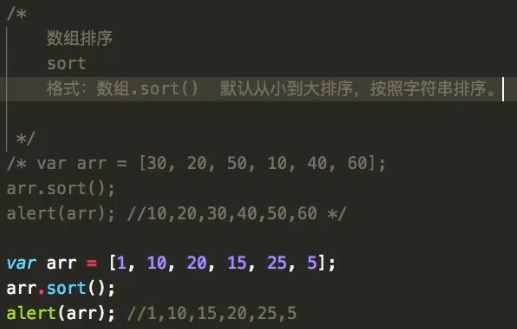 /*
数组排序
sort
格式：数组.sort() 默认从小到大排序，按照字符串排序。
*/
/* var arr = [30, 20, 50, 10, 40, 60];
arr.sort();
alert(arr); //10,20,30,40,50,60 */
var arr = [1, 10, 20, 15, 25, 5];
arr.sort();
alert(arr); //1,10,15,20,25,5